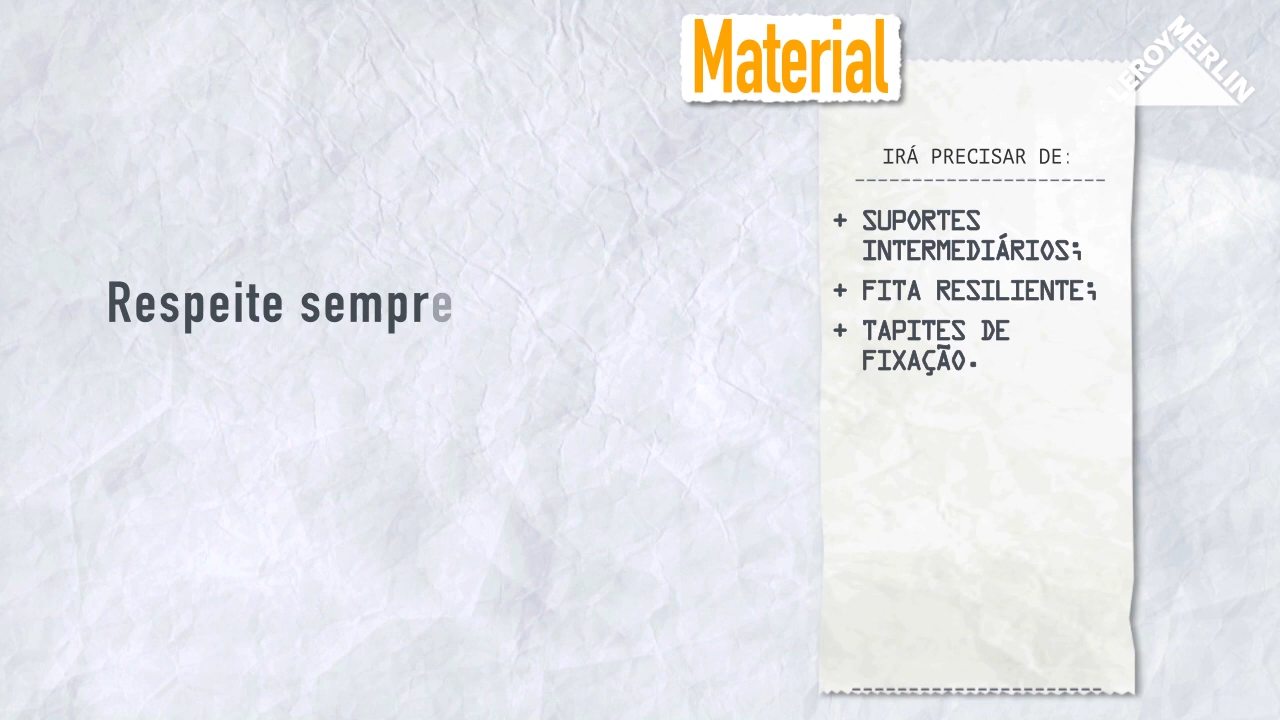 Material
LEROY MERLIN
IRÁ PRECISAR DE:
+ SUPORTES
INTERMEDIÁRIOS;
+ FITA RESILIENTE;
+ TAPITES DE
FIXAÇÃO.
Respeite sempre